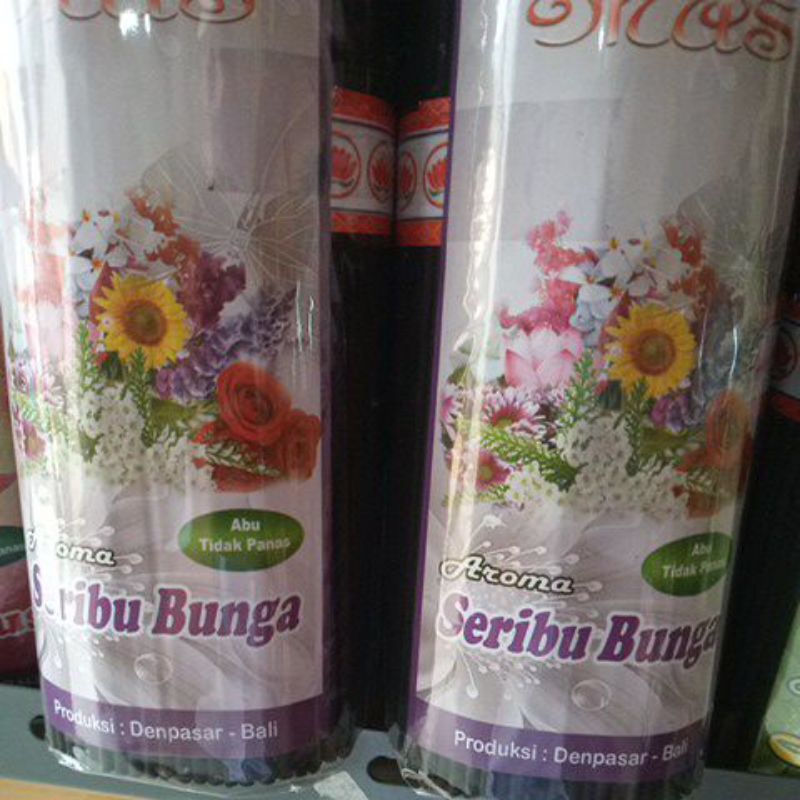 Abu
Tidak Panas
Aroma
Seribu Bunga
Produksi : Denpasar - Bali
Abu
Tidak Panas
Aroma
Seribu Bunga
Produksi : Denpasar - Bali